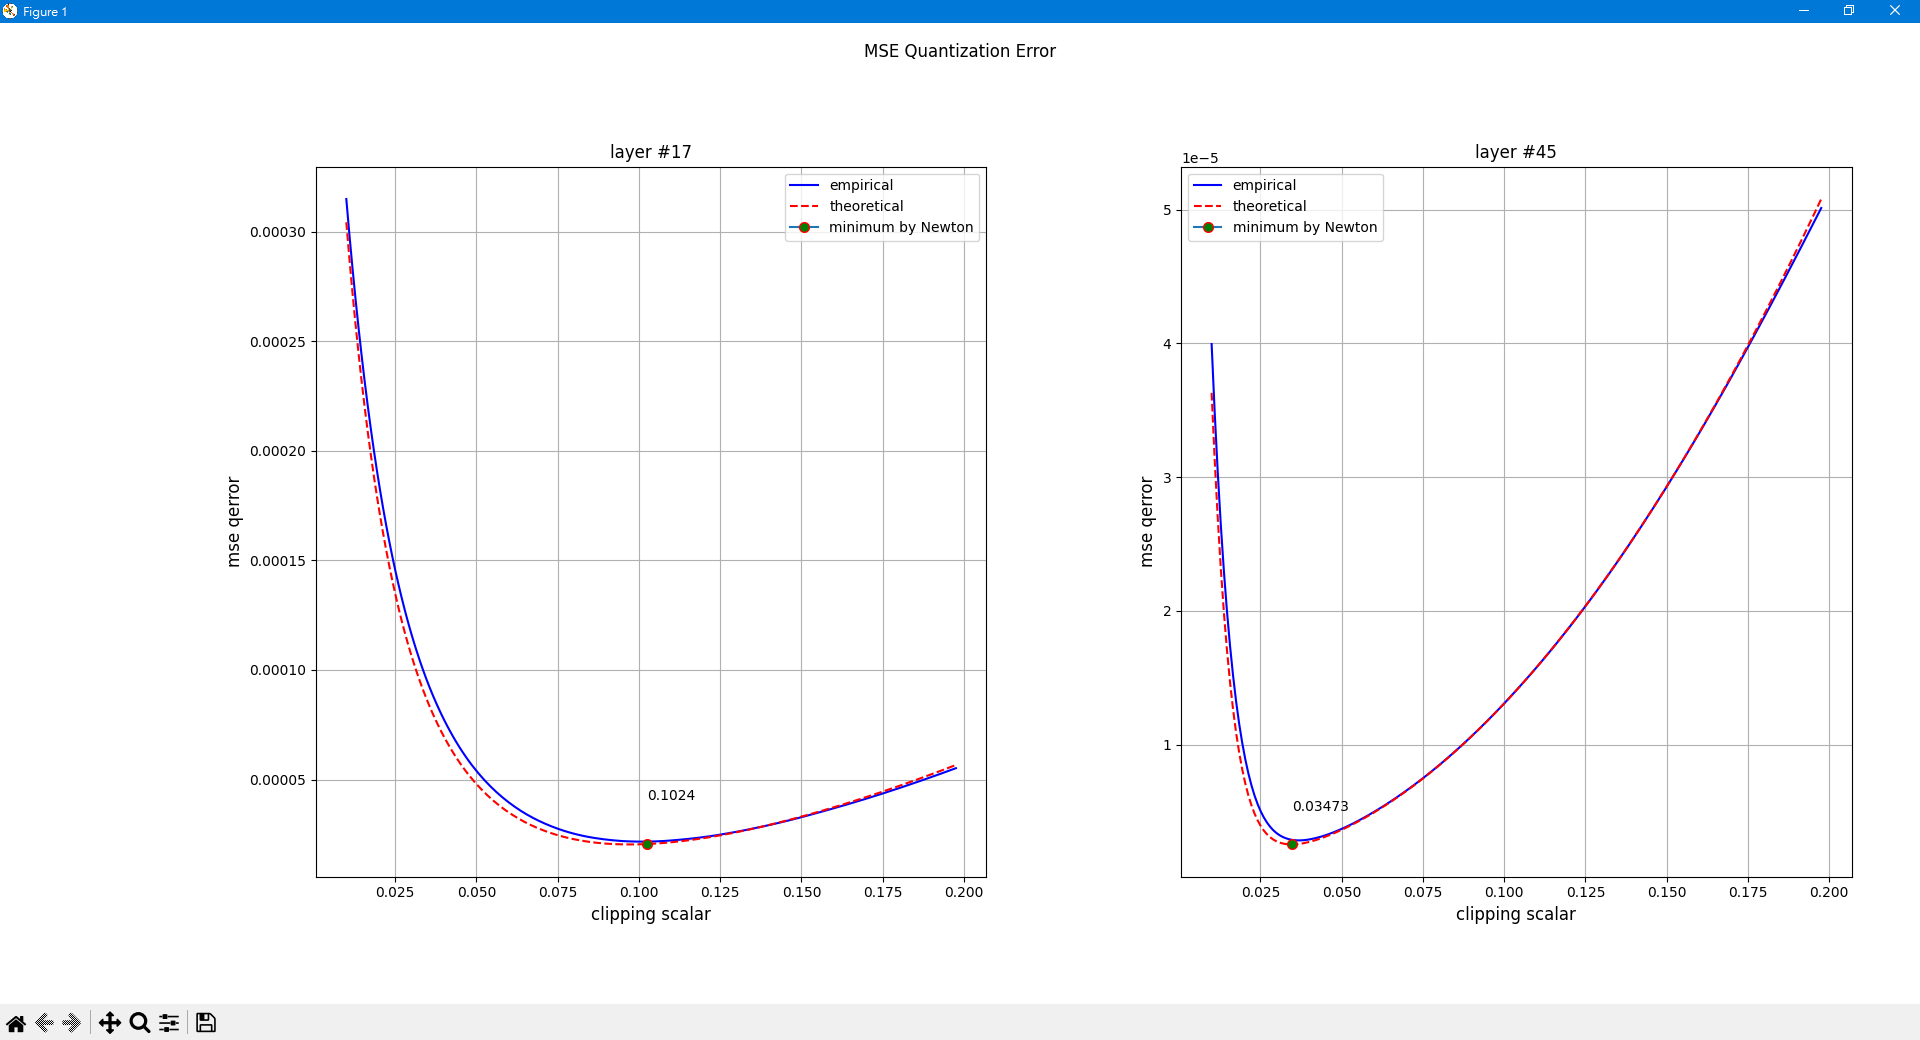 Figure 1
MSE Quantization Error
layer #17
empirical
theoretical
minimum by Newton
0.00030
0.00025
0.00020
0.00015
0.00010
0.00005
mse qerror
0.1024
0.025 0.050 0.075 0.100 0.125 0.150 0.175 0.200
clipping scalar
layer #45
1e−5
empirical
theoretical
minimum by Newton
5
4
3
2
1
mse qerror
0.03473
0.025 0.050 0.075 0.100 0.125 0.150 0.175 0.200
clipping scalar